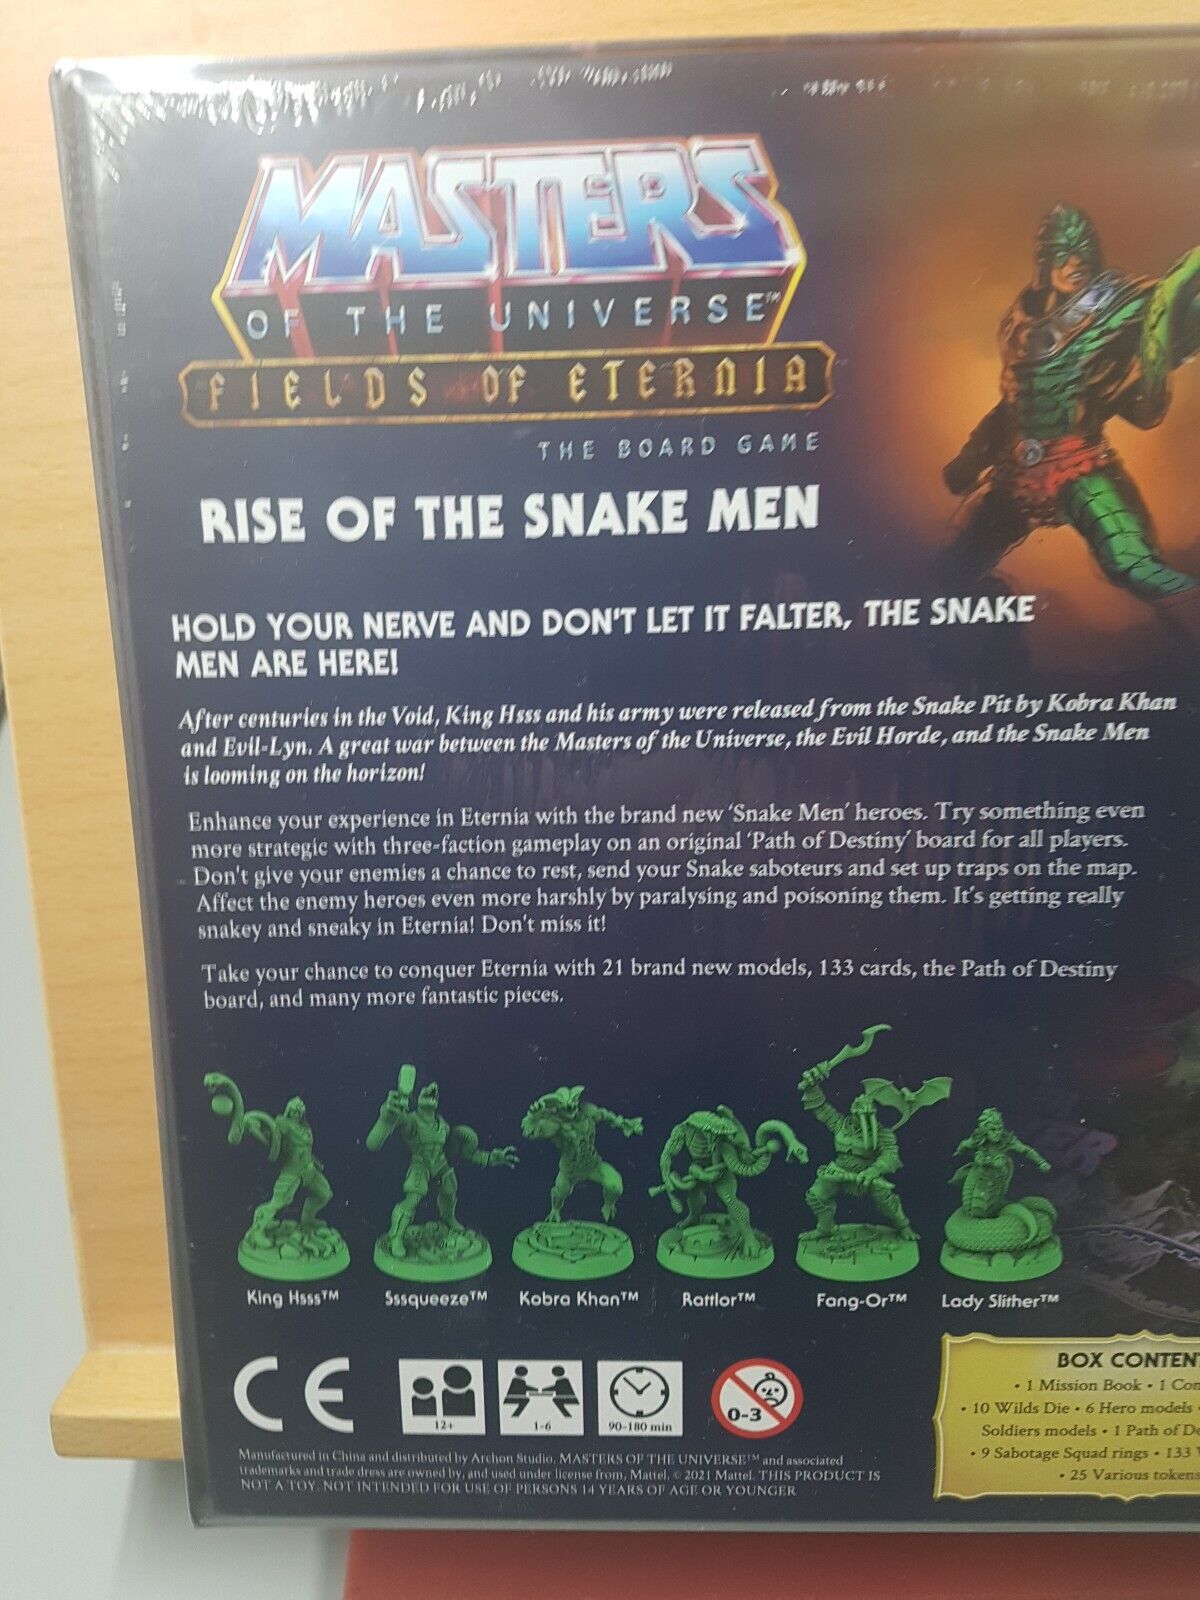 MASTERS
OF THE UNIVERSE™
FIELDS OF ETERNIA
THE BOARD GAME
RISE OF THE SNAKE MEN
HOLD YOUR NERVE AND DON'T LET IT FALTER, THE SNAKE
MEN ARE HERE!
After centuries in the Void, King Hsss and his army were released from the Snake Pit by Kobra Khan
and Evil-Lyn. A great war between the Masters of the Universe, the Evil Horde, and the Snake Men
is looming on the horizon!
Enhance your experience in Eternia with the brand new 'Snake Men' heroes. Try something even
more strategic with three-faction gameplay on an original 'Path of Destiny' board for all players.
Don't give your enemies a chance to rest, send your Snake saboteurs and set up traps on the map.
Affect the enemy heroes even more harshly by paralysing and poisoning them. It's getting really
snakey and sneaky in Eternia! Don't miss it!
Take your chance to conquer Eternia with 21 brand new models, 133 cards, the Path of Destiny
board, and many more fantastic pieces.
King Hsss™ Sssqueeze™ Kobra Khan™ Rattlor™ Fang-Or™ Lady Slither™
CE
12+ 1-6 90-180 min 0-3
Manufactured in China and distributed by Archon Studio. MASTERS OF THE UNIVERSE™ and associated
trademarks and trade dress are owned by, and used under license from, Mattel. © 2021 Mattel. THIS PRODUCT IS
NOT A TOY. NOT INTENDED FOR USE OF PERSONS 14 YEARS OF AGE OR YOUNGER
BOX CONTENT
• 1 Mission Book • 1 Con
• 10 Wilds Die • 6 Hero models •
Soldiers models • 1 Path of De
• 9 Sabotage Squad rings • 133
• 25 Various tokens